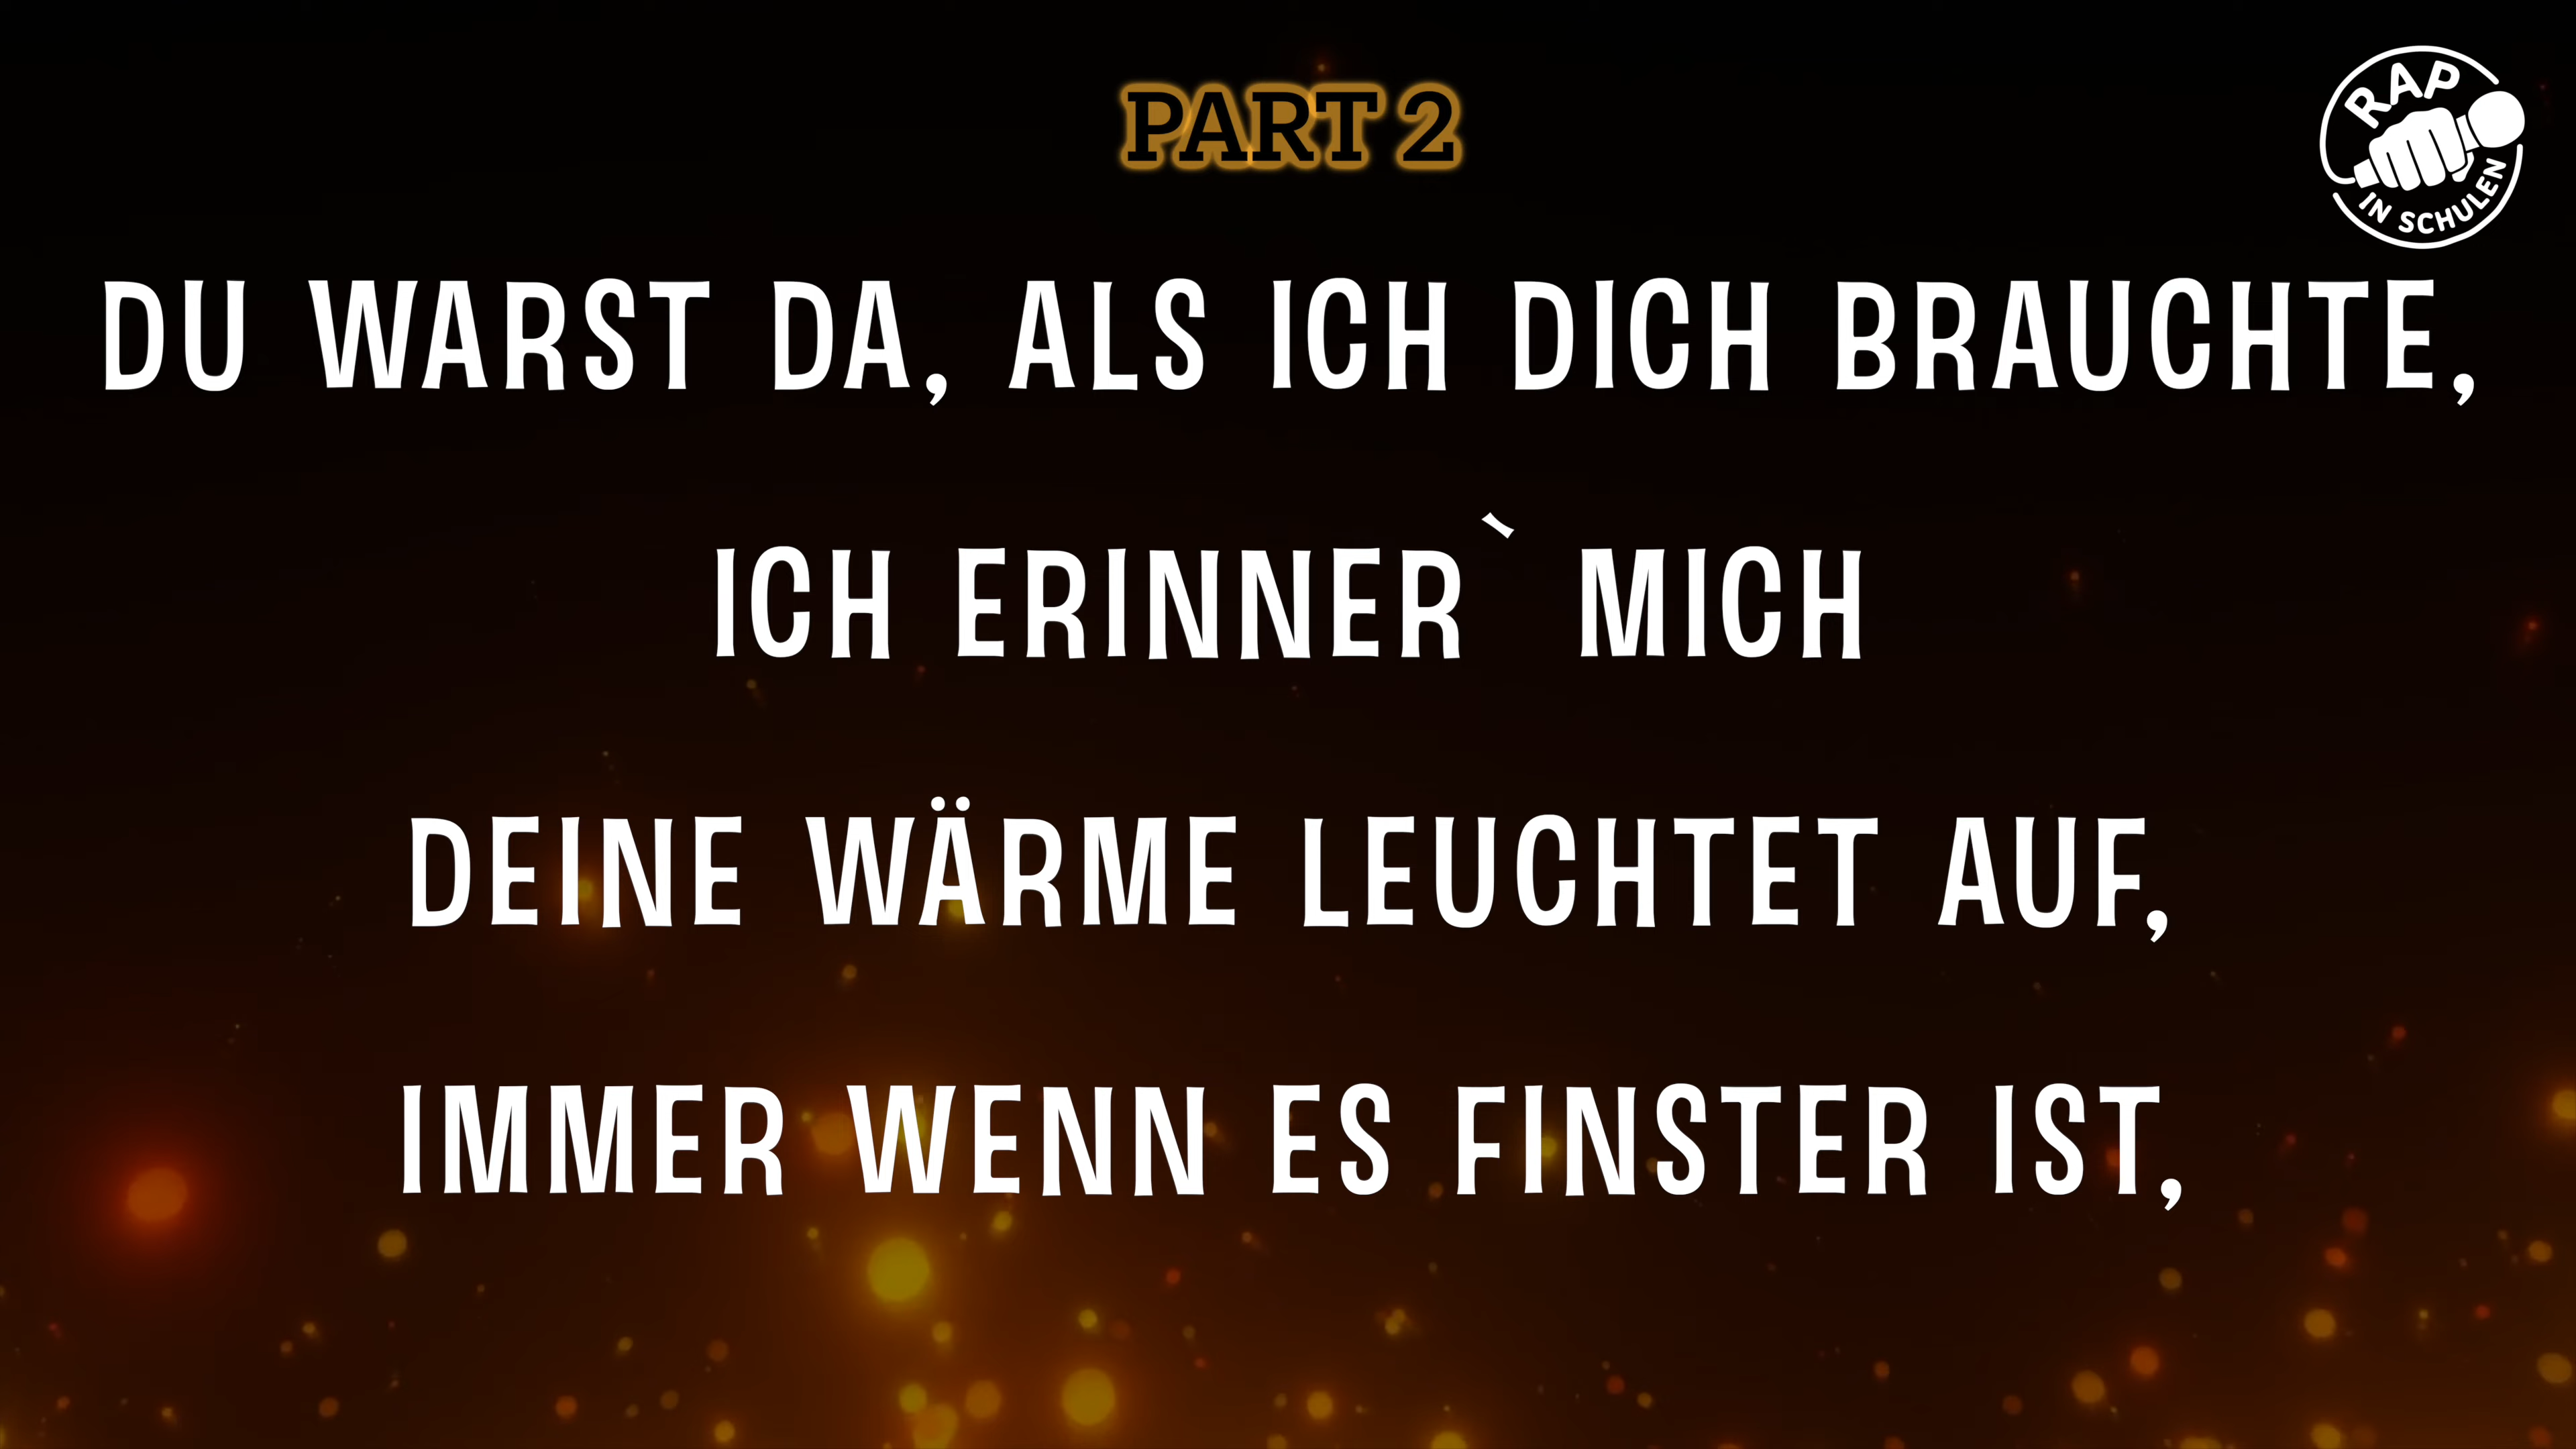 PART 2
RAP
IN SCHULEN
DU WARST DA, ALS ICH DICH BRAUCHTE,
ICH ERINNER` MICH
DEINE WÄRME LEUCHTET AUF,
IMMER WENN ES FINSTER IST,